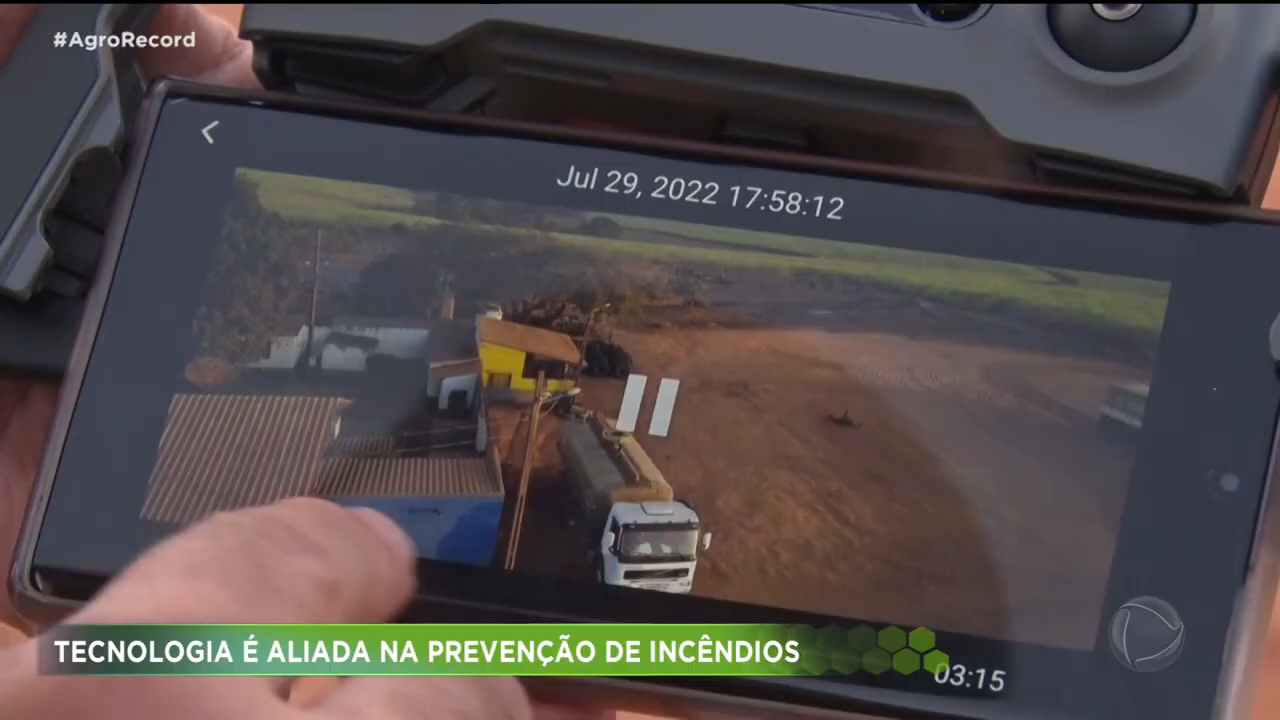 #AgroRecord
Jul 29, 2022 17:58:12
TECNOLOGIA É ALIADA NA PREVENÇÃO DE INCÊNDIOS
03:15